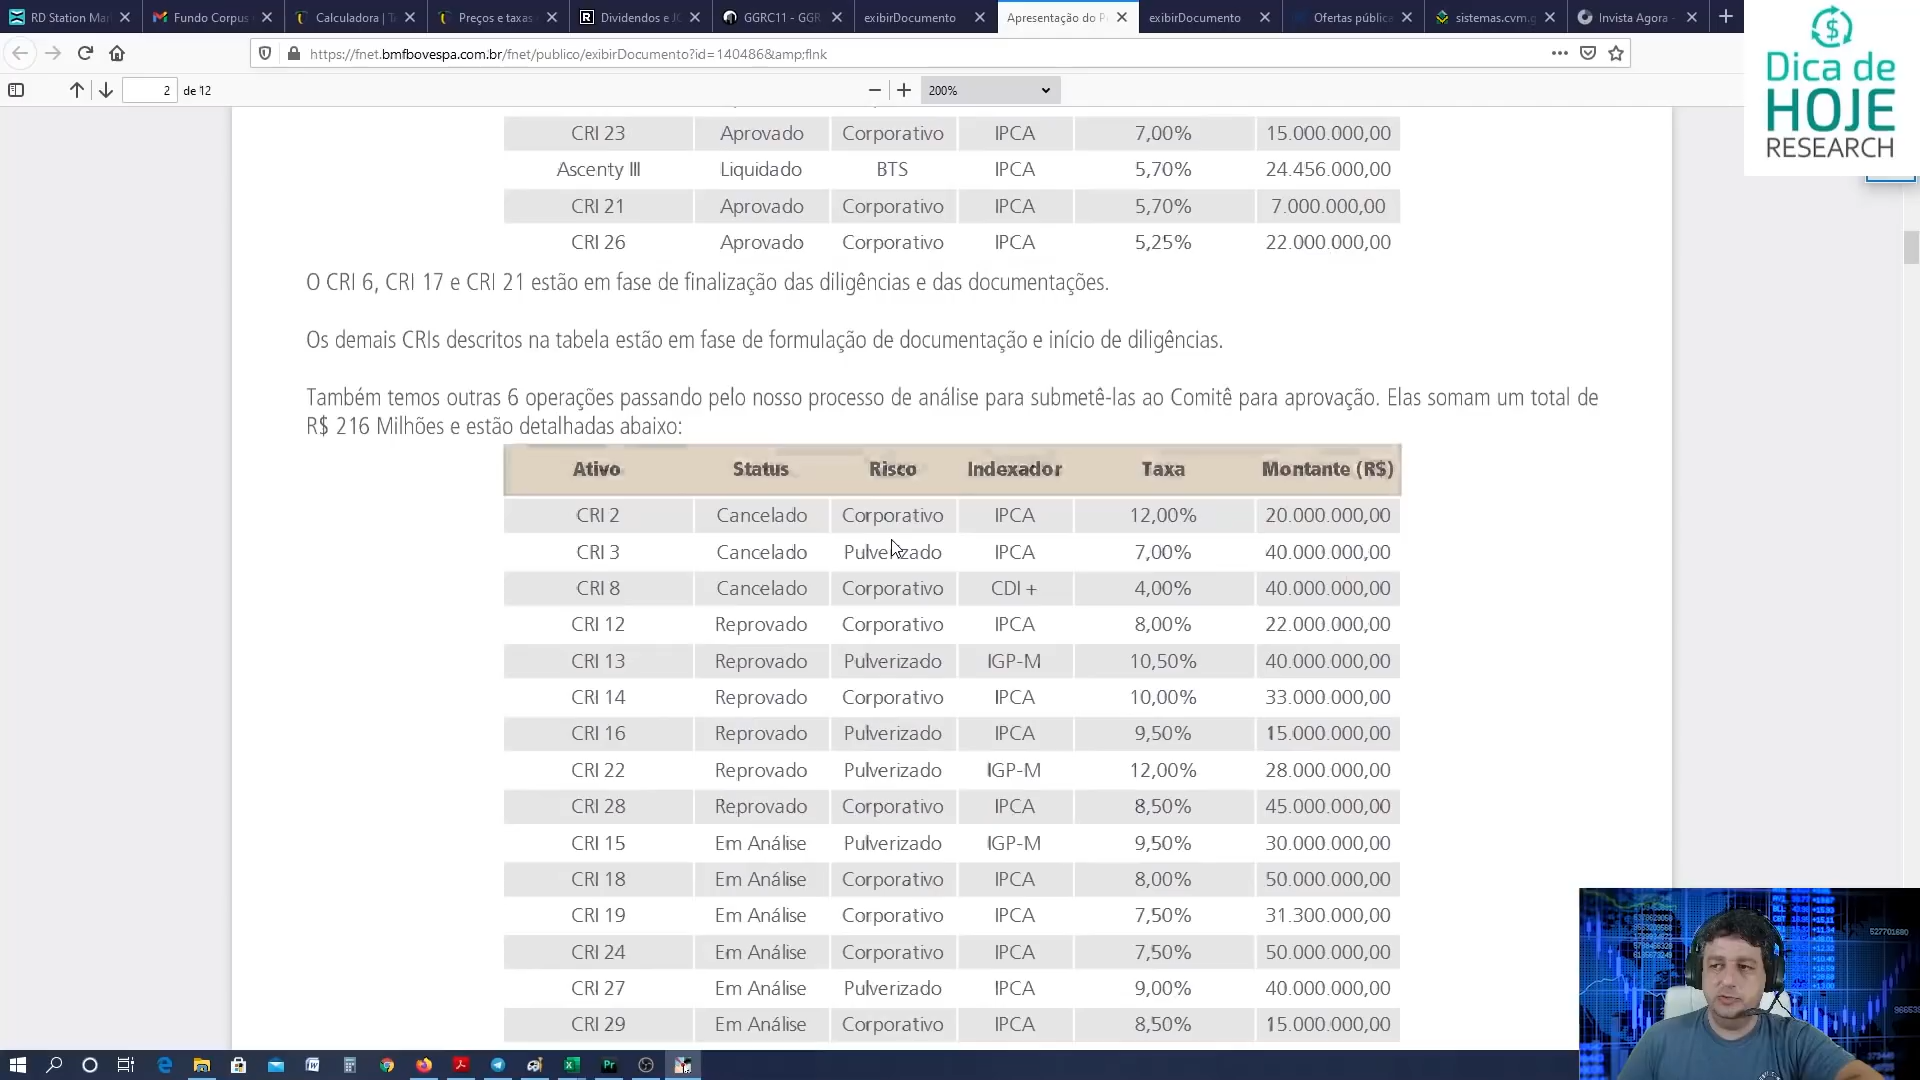 RD Station Mar
Fundo Corpus
Calculadora | T
Preços e taxas
Dividendos e JC
GGRC11 - GGR
exibirDocumento
Apresentação do P
exibirDocumento
Ofertas pública
sistemas.cvm.g
Invista Agora -
https://fnet.bmfbovespa.com.br/fnet/publico/exibirDocumento?id=140486&amp;flnk
2 de 12
200%
Dica de
HOJE
RESEARCH
CRI 23 Aprovado Corporativo IPCA 7,00% 15.000.000,00
Ascenty III Liquidado BTS IPCA 5,70% 24.456.000,00
CRI 21 Aprovado Corporativo IPCA 5,70% 7.000.000,00
CRI 26 Aprovado Corporativo IPCA 5,25% 22.000.000,00
O CRI 6, CRI 17 e CRI 21 estão em fase de finalização das diligências e das documentações.
Os demais CRIs descritos na tabela estão em fase de formulação de documentação e início de diligências.
Também temos outras 6 operações passando pelo nosso processo de análise para submetê-las ao Comitê para aprovação. Elas somam um total de
R$ 216 Milhões e estão detalhadas abaixo:
Ativo Status Risco Indexador Taxa Montante (R$)
CRI 2 Cancelado Corporativo IPCA 12,00% 20.000.000,00
CRI 3 Cancelado Pulverizado IPCA 7,00% 40.000.000,00
CRI 8 Cancelado Corporativo CDI + 4,00% 40.000.000,00
CRI 12 Reprovado Corporativo IPCA 8,00% 22.000.000,00
CRI 13 Reprovado Pulverizado IGP-M 10,50% 40.000.000,00
CRI 14 Reprovado Corporativo IPCA 10,00% 33.000.000,00
CRI 16 Reprovado Pulverizado IPCA 9,50% 15.000.000,00
CRI 22 Reprovado Pulverizado IGP-M 12,00% 28.000.000,00
CRI 28 Reprovado Corporativo IPCA 8,50% 45.000.000,00
CRI 15 Em Análise Pulverizado IGP-M 9,50% 30.000.000,00
CRI 18 Em Análise Corporativo IPCA 8,00% 50.000.000,00
CRI 19 Em Análise Corporativo IPCA 7,50% 31.300.000,00
CRI 24 Em Análise Corporativo IPCA 7,50% 50.000.000,00
CRI 27 Em Análise Pulverizado IPCA 9,00% 40.000.000,00
CRI 29 Em Análise Corporativo IPCA 8,50% 15.000.000,00